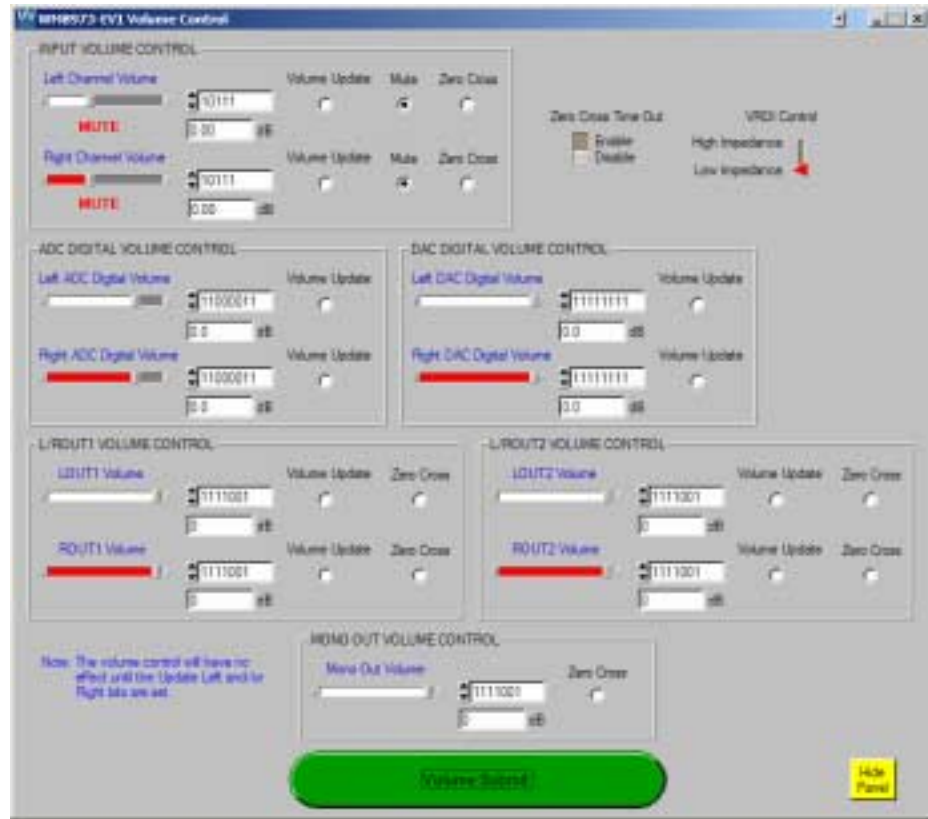 WM8973-EV1 Volume Control
INPUT VOLUME CONTROL
Left Channel Volume
Volume Update Mute Zero Cross
10111
MUTE
0.00 dB
Right Channel Volume
Volume Update Mute Zero Cross
10111
MUTE
0.00 dB
Zero Cross Time Out
Enable
Disable
VROI Control
High Impedance
Low Impedance
ADC DIGITAL VOLUME CONTROL
Left ADC Digital Volume
Volume Update
11000011
0.0 dB
Right ADC Digital Volume
Volume Update
11000011
0.0 dB
DAC DIGITAL VOLUME CONTROL
Left DAC Digital Volume
Volume Update
11111111
0.0 dB
Right DAC Digital Volume
Volume Update
11111111
0.0 dB
L/ROUT1 VOLUME CONTROL
LOUT1 Volume
Volume Update Zero Cross
1111001
0 dB
ROUT1 Volume
Volume Update Zero Cross
1111001
0 dB
L/ROUT2 VOLUME CONTROL
LOUT2 Volume
Volume Update Zero Cross
1111001
0 dB
ROUT2 Volume
Volume Update Zero Cross
1111001
0 dB
Note: The volume control will have no
effect until the Update Left and/or
Right bits are set.
MONO OUT VOLUME CONTROL
Mono Out Volume
Zero Cross
1111001
0 dB
Volume Submit
Hide
Panel